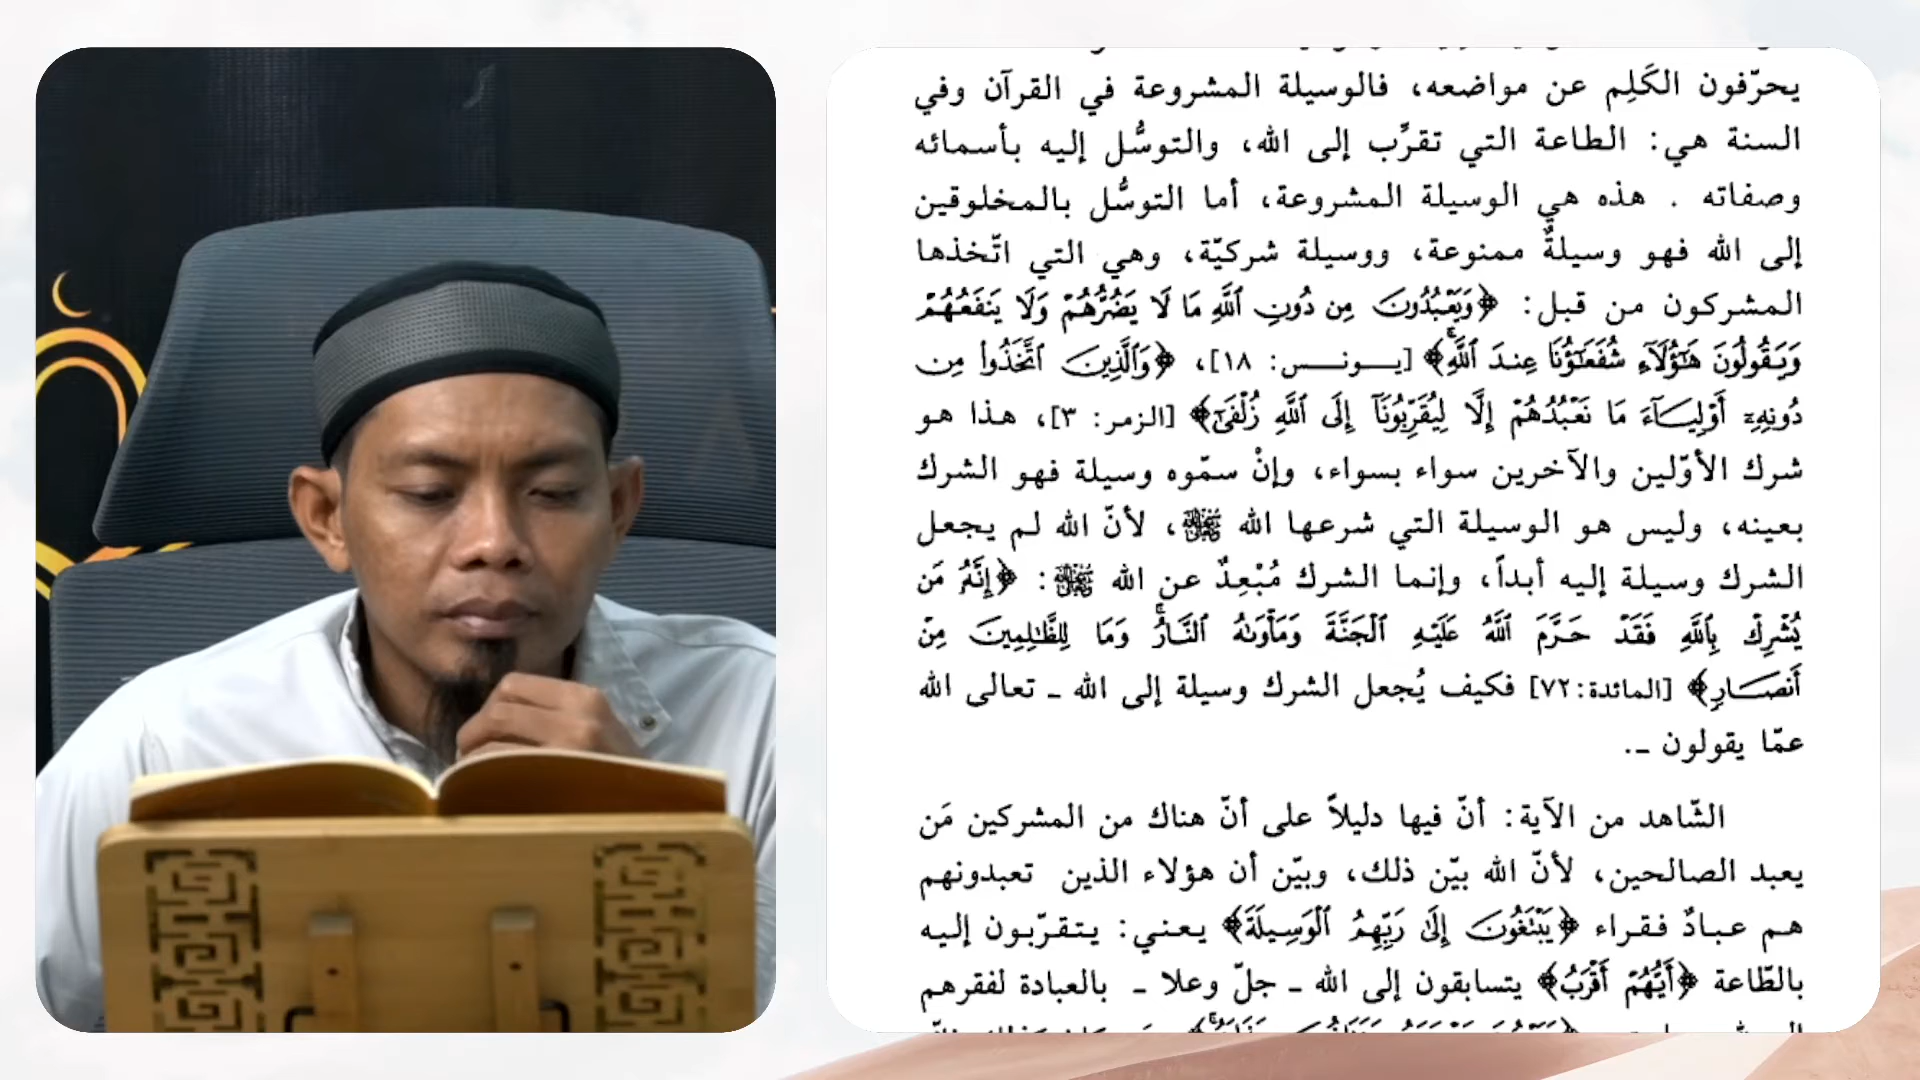 يحرّفون الكَلِم عن مواضعه، فالوسيلة المشروعة في القرآن وفي
السنة هي: الطاعة التي تقرِّب إلى الله، والتوسُّل إليه بأسمائه
وصفاته . هذه هي الوسيلة المشروعة، أما التوسُّل بالمخلوقين
إلى الله فهو وسيلةٌ ممنوعة، ووسيلة شركيّة، وهي التي اتّخذها
المشركون من قبل: ﴿وَيَعْبُدُونَ مِن دُونِ ٱللَّهِ مَا لَا يَضُرُّهُمْ وَلَا يَنفَعُهُمْ
وَيَقُولُونَ هَٰٓؤُلَآءِ شُفَعَٰٓؤُنَا عِندَ ٱللَّهِۚ﴾ [يـونـس: ١٨]، ﴿وَٱلَّذِينَ ٱتَّخَذُوا۟ مِن
دُونِهِۦٓ أَوْلِيَآءَ مَا نَعْبُدُهُمْ إِلَّا لِيُقَرِّبُونَآ إِلَى ٱللَّهِ زُلْفَىٰٓ﴾ [الزمر: ٣]، هذا هو
شرك الأوّلين والآخرين سواء بسواء، وإنْ سمّوه وسيلة فهو الشرك
بعينه، وليس هو الوسيلة التي شرعها الله ﷻ، لأنّ الله لم يجعل
الشرك وسيلة إليه أبداً، وإنما الشرك مُبْعِدٌ عن الله ﷻ: ﴿إِنَّهُۥ مَن
يُشْرِكْ بِٱللَّهِ فَقَدْ حَرَّمَ ٱللَّهُ عَلَيْهِ ٱلْجَنَّةَ وَمَأْوَىٰهُ ٱلنَّارُۖ وَمَا لِلظَّٰلِمِينَ مِنْ
أَنصَارٍ﴾ [المائدة: ٧٢] فكيف يُجعل الشرك وسيلة إلى الله ـ تعالى الله
عمّا يقولون ـ.
الشّاهد من الآية: أنّ فيها دليلاً على أنّ هناك من المشركين مَن
يعبد الصالحين، لأنّ الله بيّن ذلك، وبيّن أن هؤلاء الذين تعبدونهم
هم عبادٌ فقراء ﴿يَبْتَغُونَ إِلَىٰ رَبِّهِمُ ٱلْوَسِيلَةَ﴾ يعني: يتقرّبون إليه
بالطّاعة ﴿أَيُّهُمْ أَقْرَبُ﴾ يتسابقون إلى الله ـ جلّ وعلا ـ بالعبادة لفقرهم